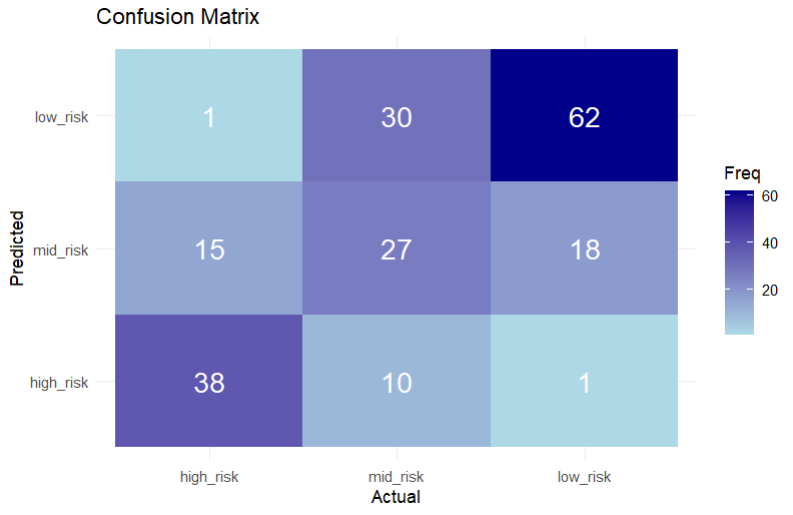 Confusion Matrix
low_risk
1 30 62
mid_risk
15 27 18
high_risk
38 10 1
high_risk mid_risk low_risk
Actual
Predicted
Freq
60
40
20